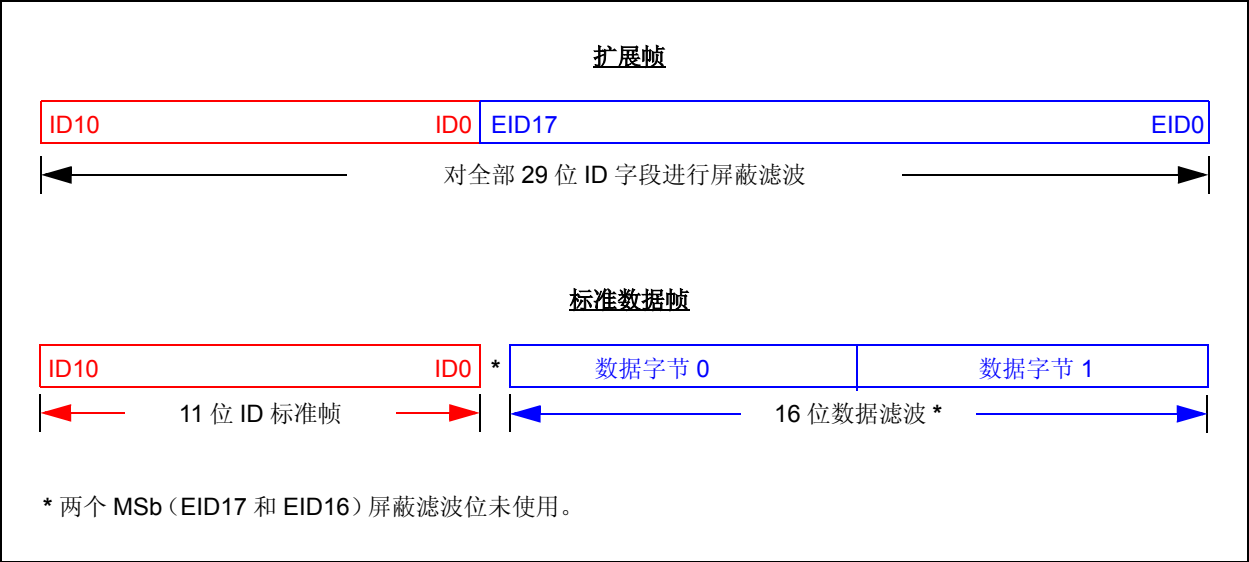 扩展帧
ID10 ID0 EID17 EID0
对全部 29 位 ID 字段进行屏蔽滤波
标准数据帧
ID10 ID0 * 数据字节 0 数据字节 1
11 位 ID 标准帧 16 位数据滤波 *
* 两个 MSb（EID17 和 EID16）屏蔽滤波位未使用。